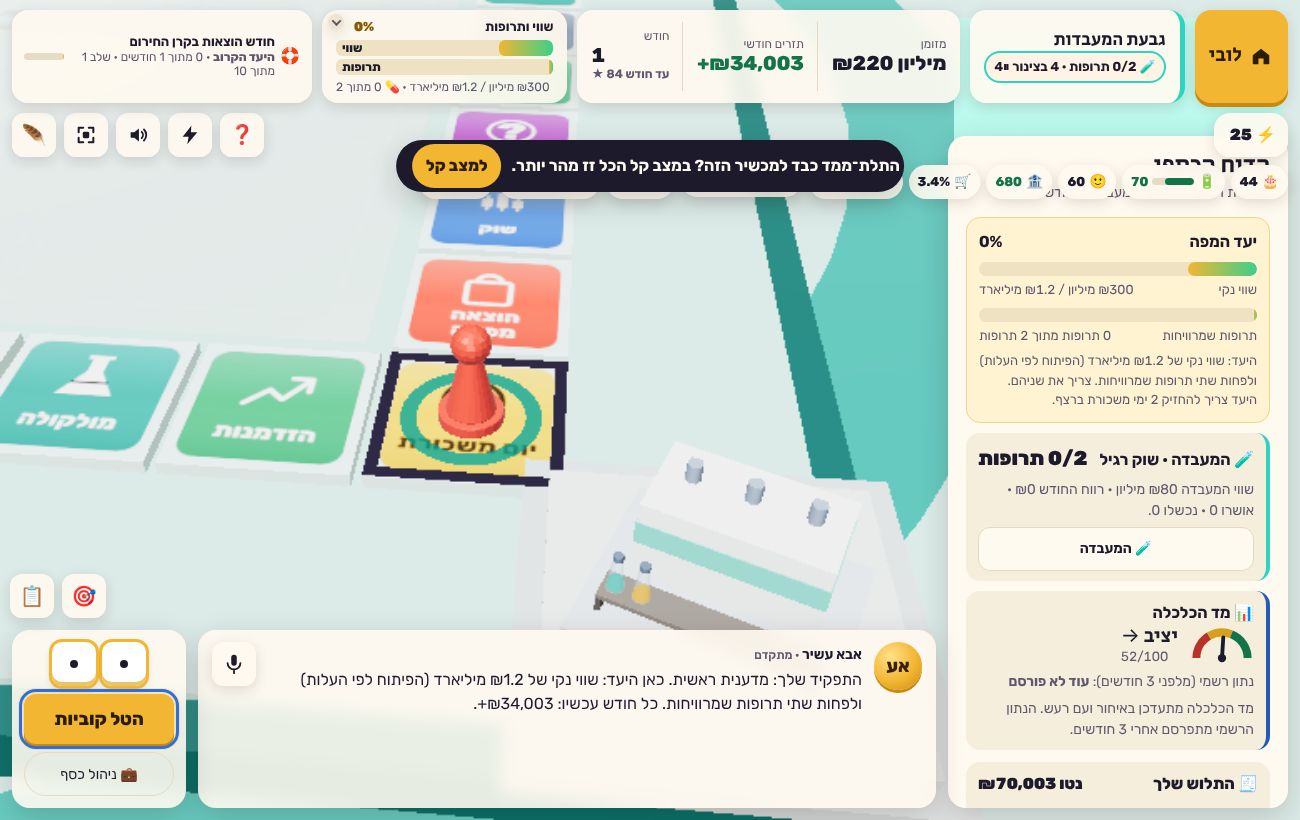 לובי
גבעת המעבדות
🧪 0/2 תרופות · 4 בצינור
מזומן
₪220 מיליון
תזרים חודשי
+₪34,003
חודש
1
עד חודש 84 ★
שווי ותרופות
0%
שווי
תרופות
₪300 מיליון / ₪1.2 מיליארד · 💊 0 מתוך 2
חודש הוצאות בקרן החירום
היעד הקרוב · 0 מתוך 1 חודשים · שלב 1
מתוך 10
⚡ 25
התלת־ממד כבד למכשיר הזה? במצב קל הכל זז מהר יותר.
למצב קל
44
70
60
680
3.4%
יעד המפה
0%
שווי נקי
₪300 מיליון / ₪1.2 מיליארד
תרופות שמרוויחות
0 תרופות מתוך 2 תרופות
היעד: שווי נקי של ₪1.2 מיליארד (הפיתוח לפי העלות)
ולפחות שתי תרופות שמרוויחות. צריך את שניהם.
היעד צריך להחזיק 2 ימי משכורת ברצף.
🧪 המעבדה · שוק רגיל
0/2 תרופות
שווי המעבדה ₪80 מיליון · רווח החודש ₪0 ·
אושרו 0 · נכשלו 0.
🧪 המעבדה
📊 מד הכלכלה
יציב →
52/100
נתון רשמי (מלפני 3 חודשים): עוד לא פורסם
מד הכלכלה מתעדכן באיחור ועם רעש. הנתון
הרשמי מתפרסם אחרי 3 חודשים.
🧾 התלוש שלך
נטו ₪70,003
שוק
הוצאה
יום משכורת
הזדמנות
מולקולה
אע
אבא עשיר · מתקדם
התפקיד שלך: מדענית ראשית. כאן היעד: שווי נקי של ₪1.2 מיליארד (הפיתוח לפי העלות)
ולפחות שתי תרופות שמרוויחות. כל חודש עכשיו: ₪34,003+.
הטל קוביות
💼 ניהול כסף